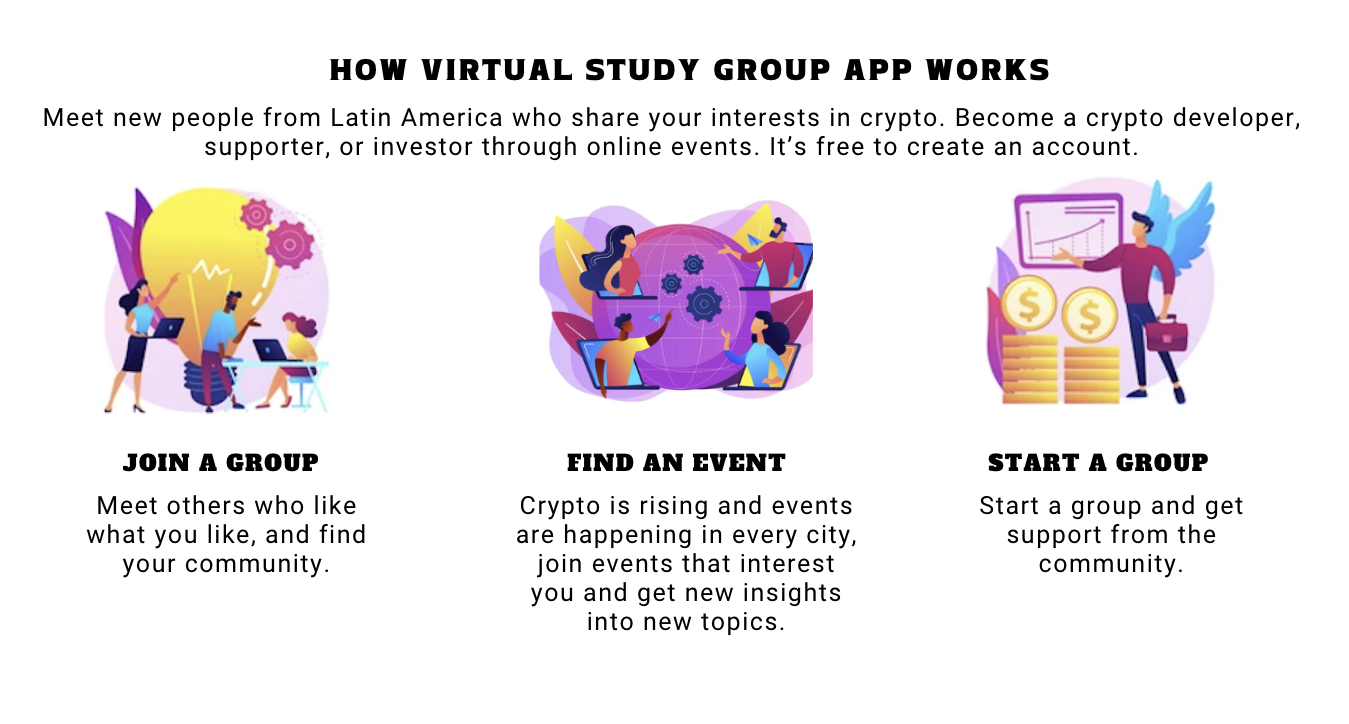 HOW VIRTUAL STUDY GROUP APP WORKS
Meet new people from Latin America who share your interests in crypto. Become a crypto developer,
supporter, or investor through online events. It’s free to create an account.
JOIN A GROUP
Meet others who like
what you like, and find
your community.
FIND AN EVENT
Crypto is rising and events
are happening in every city,
join events that interest
you and get new insights
into new topics.
START A GROUP
Start a group and get
support from the
community.